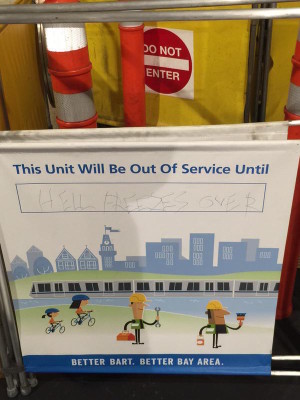 DO NOT
ENTER
This Unit Will Be Out Of Service Until
HELL FREEZES OVER
BETTER BART. BETTER BAY AREA.